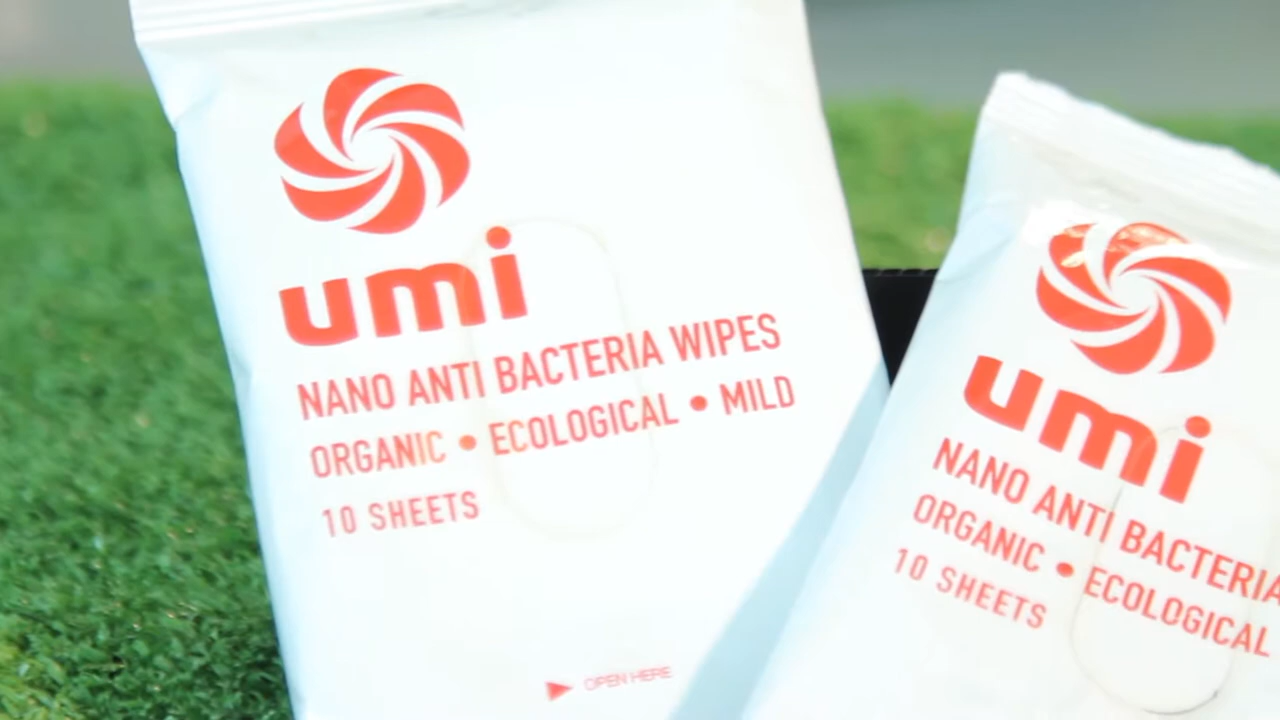 umi
NANO ANTI BACTERIA WIPES
ORGANIC • ECOLOGICAL • MILD
10 SHEETS
OPEN HERE
umi
NANO ANTI BACTERIA
ORGANIC • ECOLOGICAL
10 SHEETS